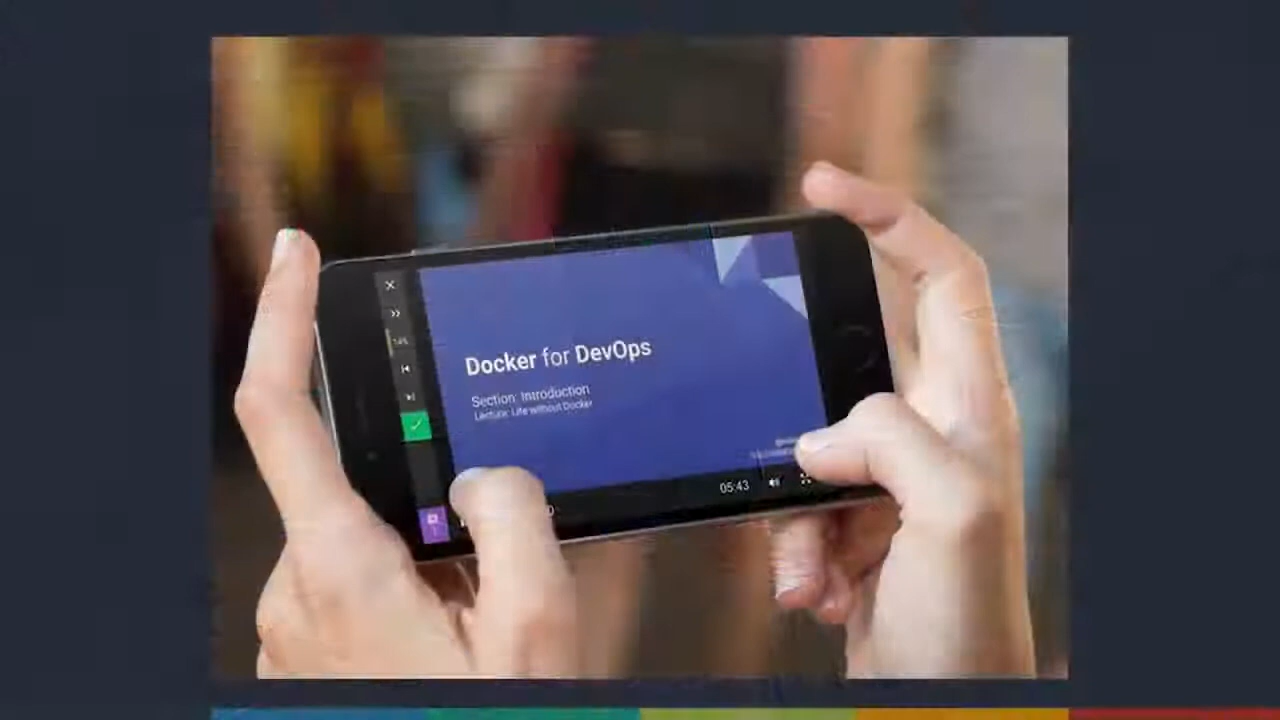 Docker for DevOps
Section: Introduction
Lecture: Life without Docker
05:43